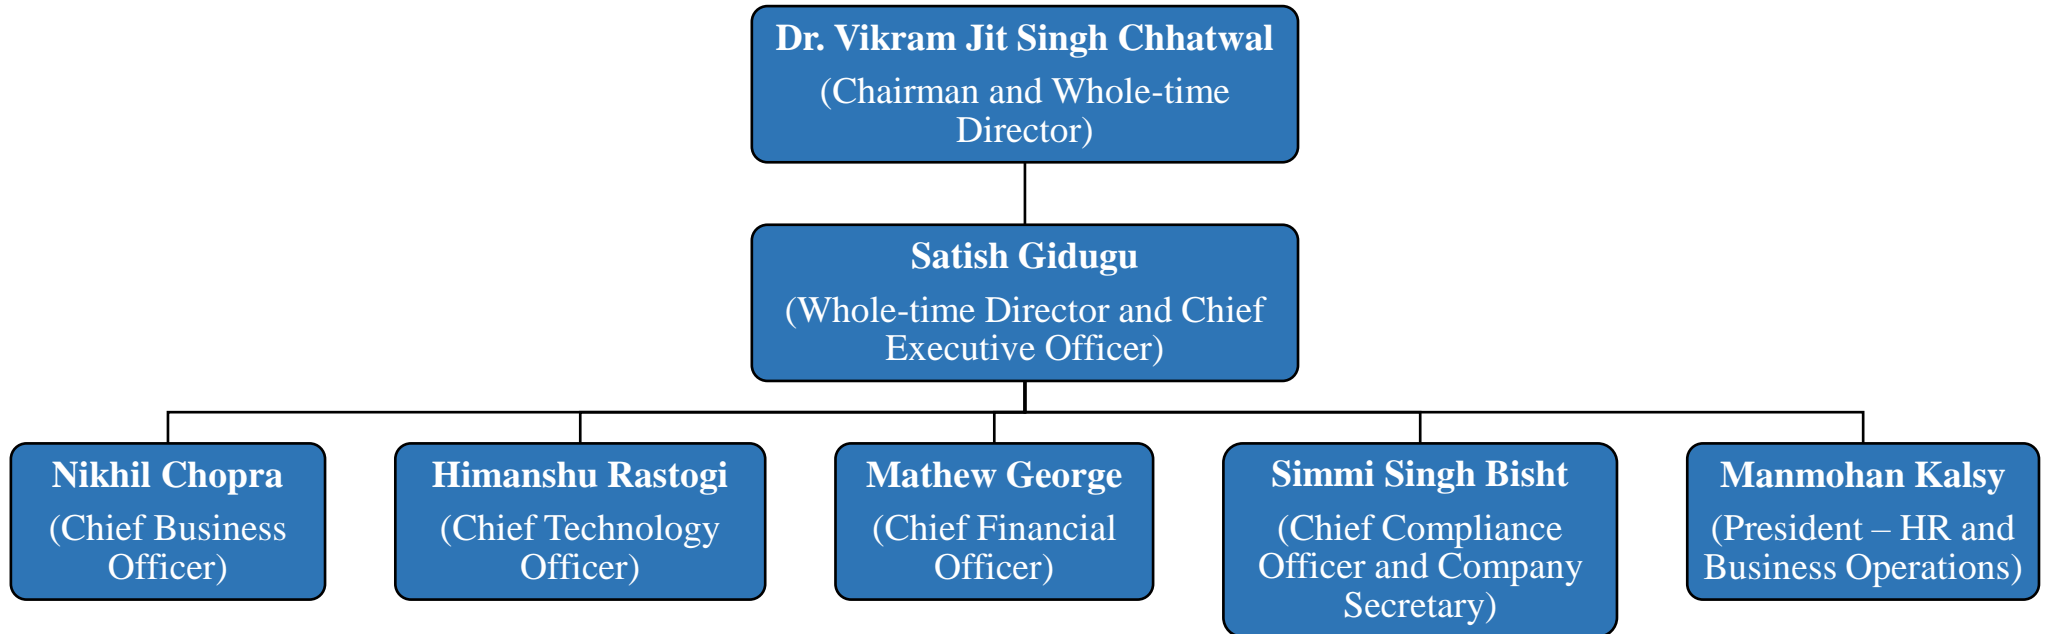 Dr. Vikram Jit Singh Chhatwal
(Chairman and Whole-time
Director)
Satish Gidugu
(Whole-time Director and Chief
Executive Officer)
Nikhil Chopra
(Chief Business
Officer)
Himanshu Rastogi
(Chief Technology
Officer)
Mathew George
(Chief Financial
Officer)
Simmi Singh Bisht
(Chief Compliance
Officer and Company
Secretary)
Manmohan Kalsy
(President – HR and
Business Operations)